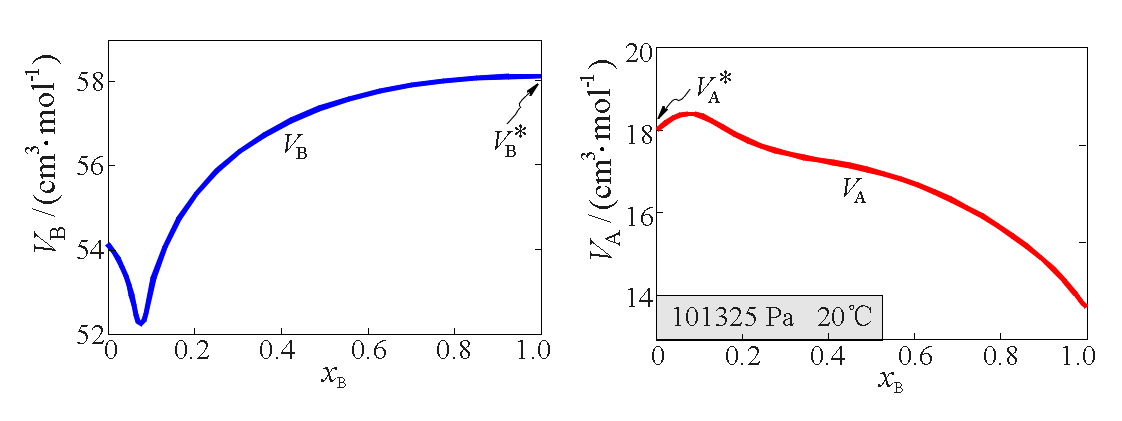 V_B /(cm³·mol⁻¹)
58
56
54
52
0
0.2
0.4
0.6
0.8
1.0
x_B
V_B
V_B*
V_A /(cm³·mol⁻¹)
20
18
16
14
0
0.2
0.4
0.6
0.8
1.0
x_B
V_A*
V_A
101325 Pa 20℃